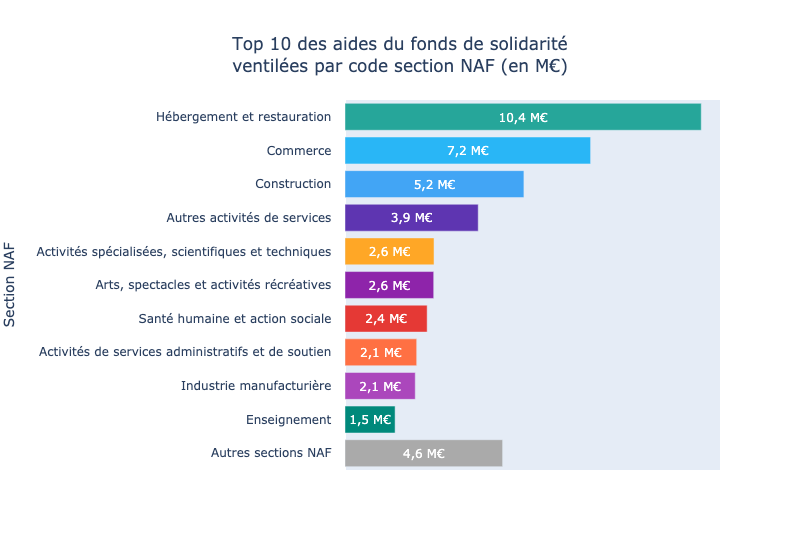 Top 10 des aides du fonds de solidarité
ventilées par code section NAF (en M€)
Section NAF
Hébergement et restauration 10,4 M€
Commerce 7,2 M€
Construction 5,2 M€
Autres activités de services 3,9 M€
Activités spécialisées, scientifiques et techniques 2,6 M€
Arts, spectacles et activités récréatives 2,6 M€
Santé humaine et action sociale 2,4 M€
Activités de services administratifs et de soutien 2,1 M€
Industrie manufacturière 2,1 M€
Enseignement 1,5 M€
Autres sections NAF 4,6 M€